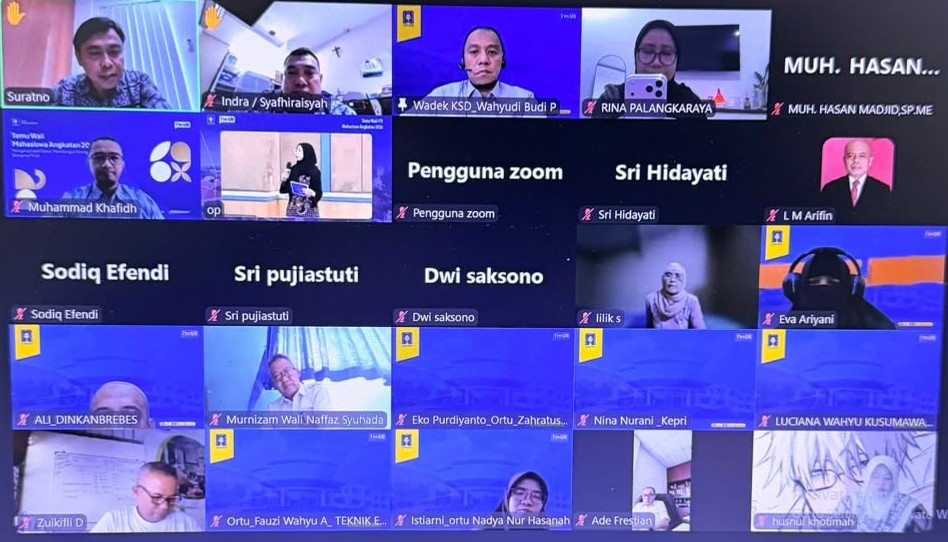 Suratno
Indra / Syafhiraisyah
Wadek KSD_Wahyudi Budi P
RINA PALANGKARAYA
MUH. HASAN...
MUH. HASAN MADJID,SP.ME
Temu Wali
Mahasiswa Angkatan 20
Muhammad Khafidh
op
Pengguna zoom
Pengguna zoom
Sri Hidayati
Sri Hidayati
L M Arifin
Sodiq Efendi
Sodiq Efendi
Sri pujiastuti
Sri pujiastuti
Dwi saksono
Dwi saksono
lilik s
Eva Ariyani
ALI_DINKANBREBES
Murnizam Wali Naffaz Syuhada
Eko Purdiyanto_Ortu_Zahratus...
Nina Nurani _Kepri
LUCIANA WAHYU KUSUMAWA...
Zulkifli D
Ortu_Fauzi Wahyu A_ TEKNIK E...
Istiarni_ortu Nadya Nur Hasanah
Ade Frestian
husnul khotimah